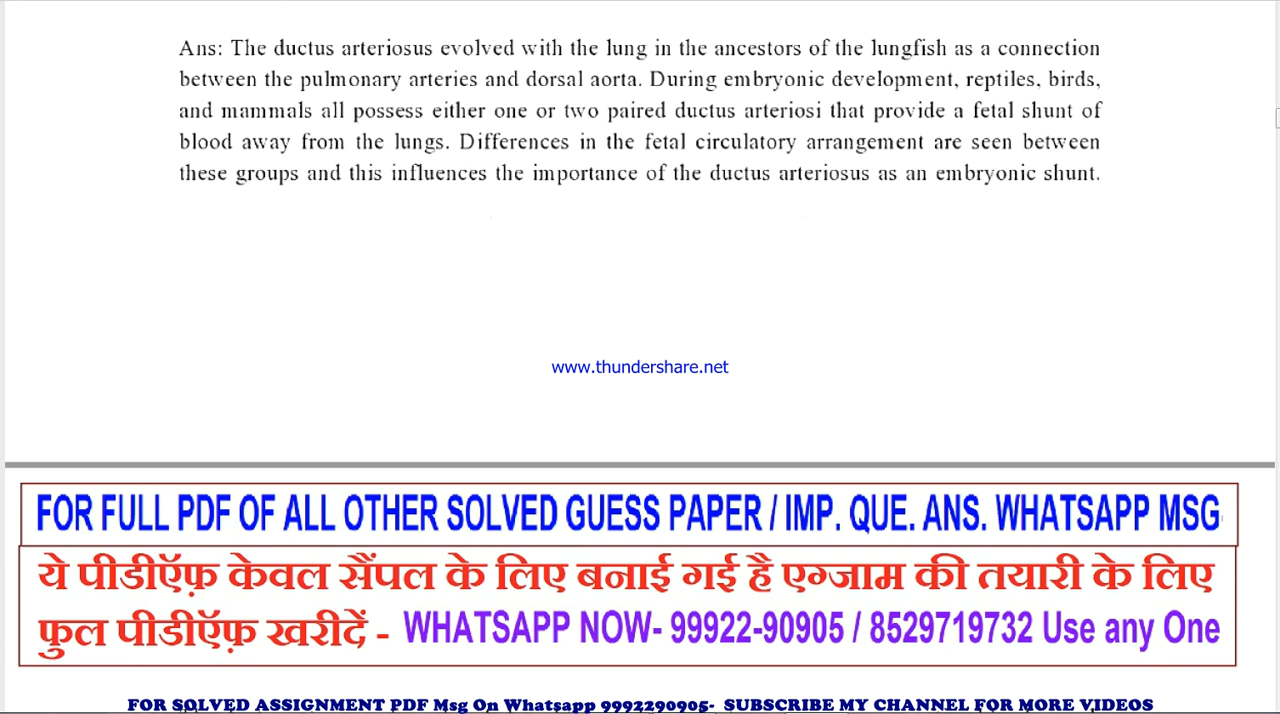 Ans: The ductus arteriosus evolved with the lung in the ancestors of the lungfish as a connection
between the pulmonary arteries and dorsal aorta. During embryonic development, reptiles, birds,
and mammals all possess either one or two paired ductus arteriosi that provide a fetal shunt of
blood away from the lungs. Differences in the fetal circulatory arrangement are seen between
these groups and this influences the importance of the ductus arteriosus as an embryonic shunt.
www.thundershare.net
FOR FULL PDF OF ALL OTHER SOLVED GUESS PAPER / IMP. QUE. ANS. WHATSAPP MSG
ये पीडीऍफ़ केवल सैंपल के लिए बनाई गई है एग्जाम की तयारी के लिए
फुल पीडीऍफ़ खरीदें - WHATSAPP NOW- 99922-90905 / 8529719732 Use any One
FOR SOLVED ASSIGNMENT PDF Msg On Whatsapp 9992290905- SUBSCRIBE MY CHANNEL FOR MORE VIDEOS